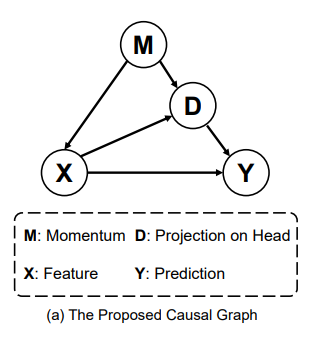 M
D
X
Y
M: Momentum D: Projection on Head
X: Feature Y: Prediction
(a) The Proposed Causal Graph